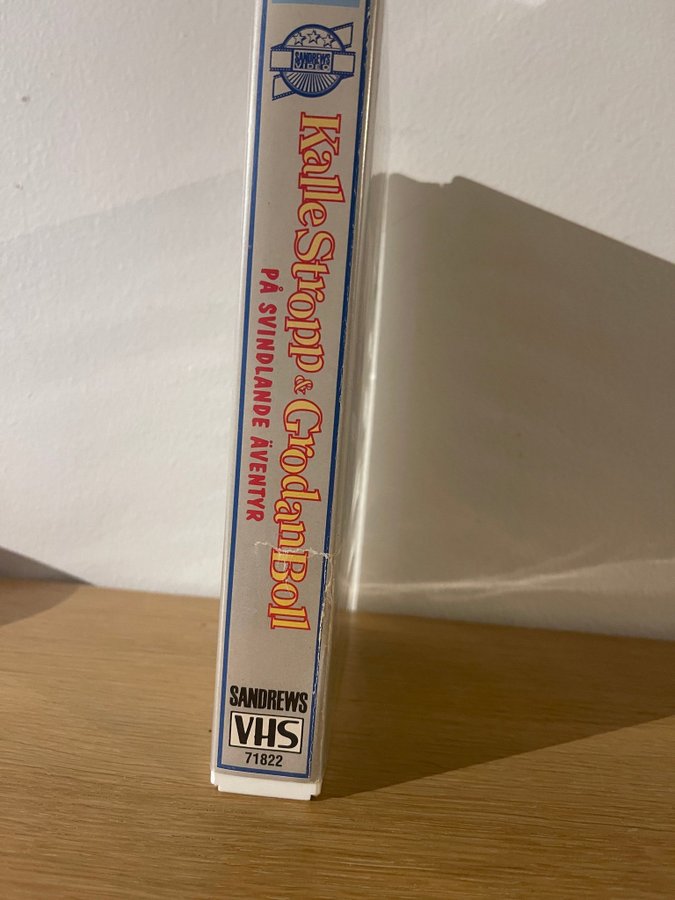 SANDREWS
VIDEO
Kalle Stropp & Grodan Boll
PÅ SVINDLANDE ÄVENTYR
SANDREWS
VHS
71822